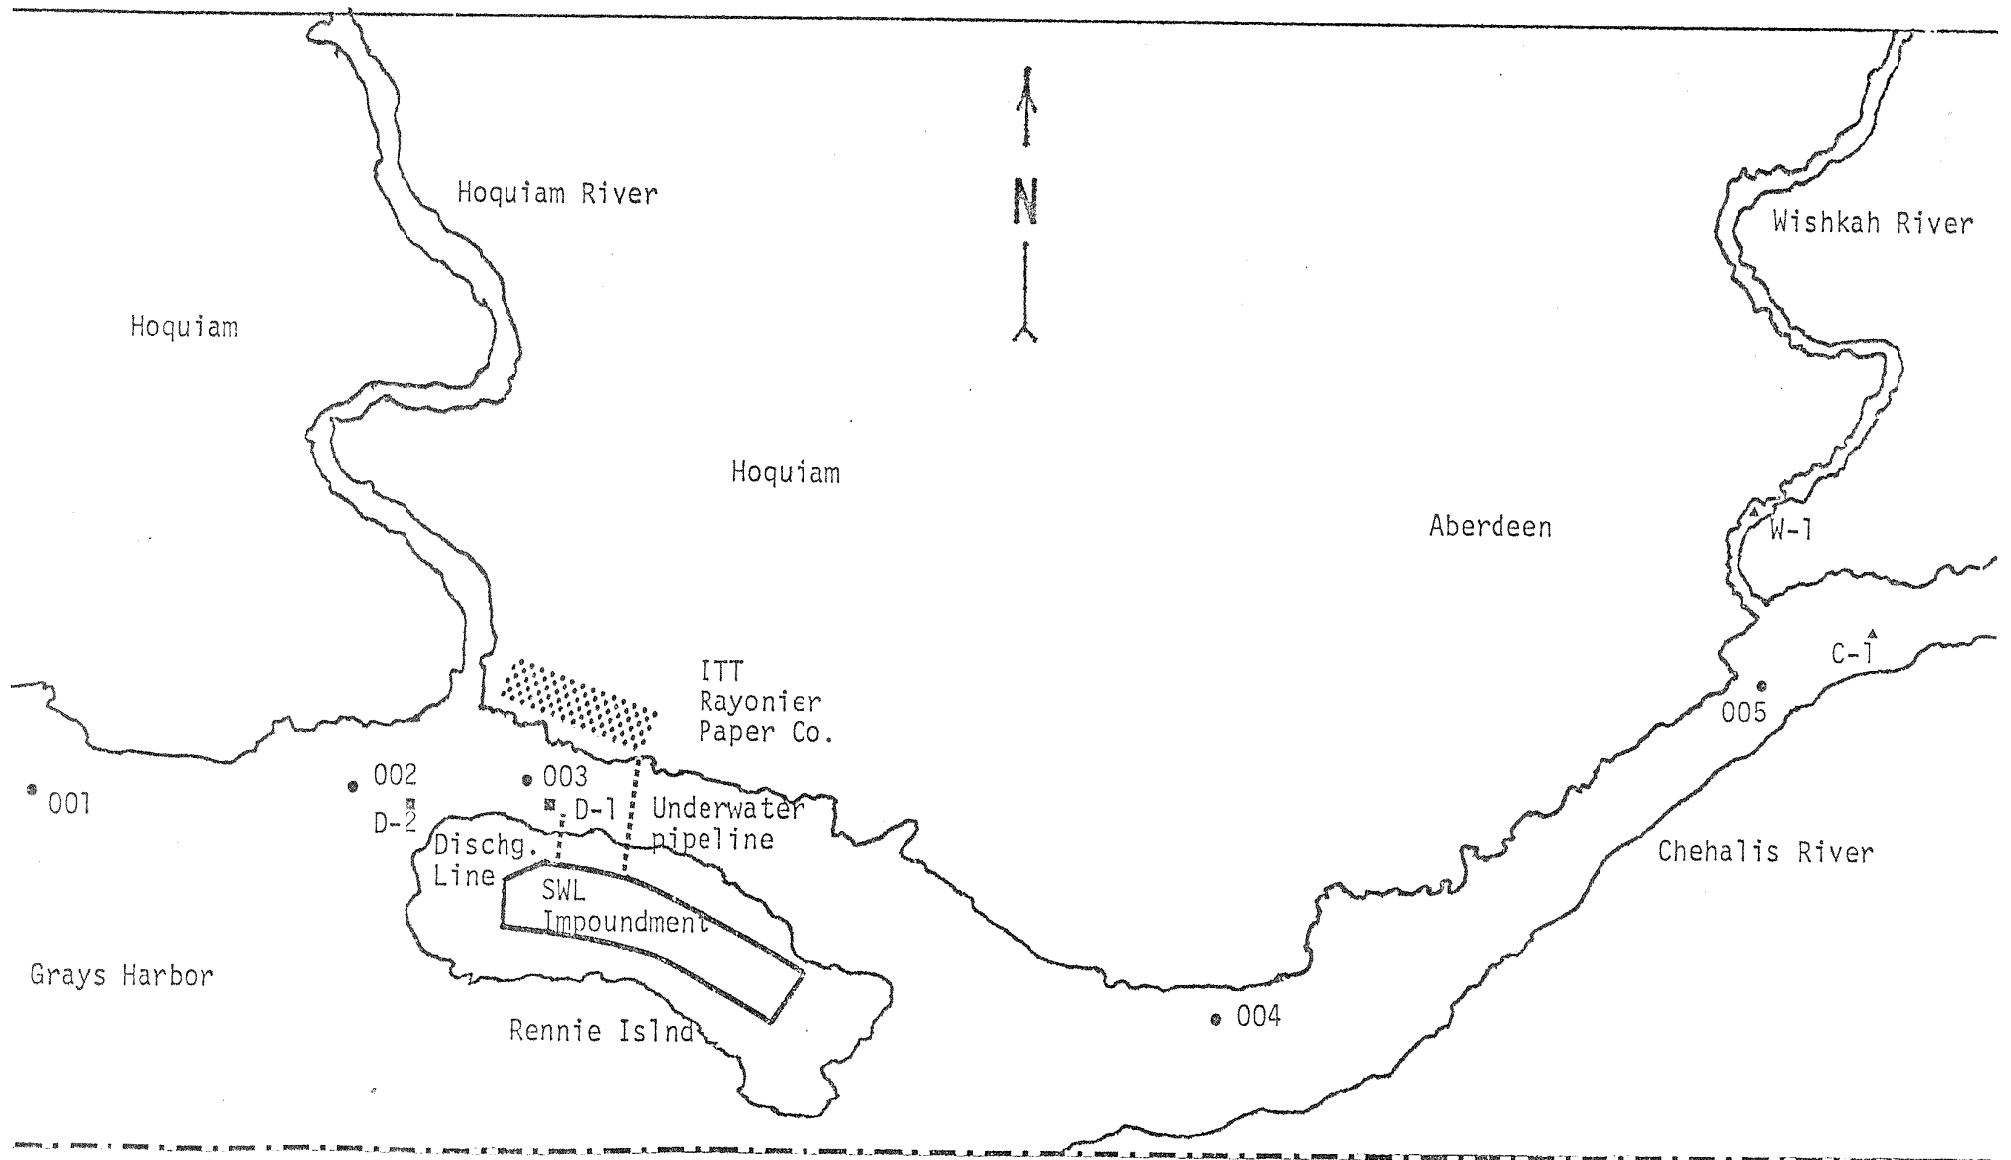 N
Hoquiam River
Wishkah River
Hoquiam
Hoquiam
Aberdeen
W-1
C-1
ITT
Rayonier
Paper Co.
005
001
002
D-2
003
D-1
Underwater
pipeline
Dischg.
Line
SWL
Impoundment
Chehalis River
Grays Harbor
Rennie Islnd
004